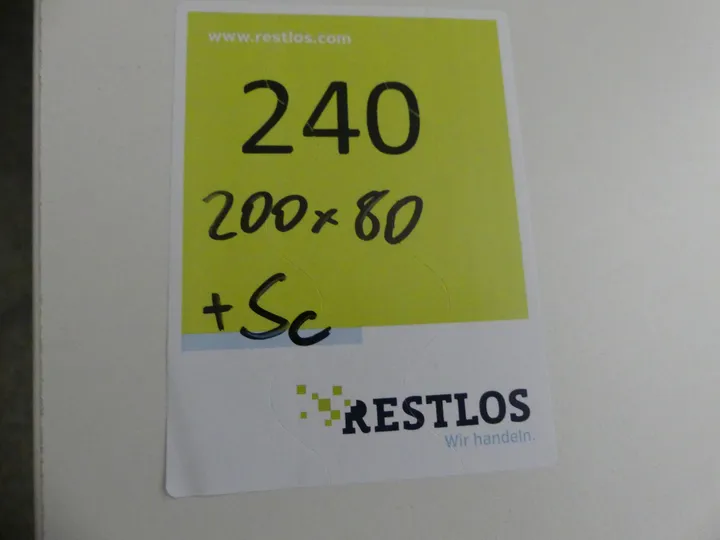 www.restlos.com
240
200x80
+Sc
RESTLOS
Wir handeln.